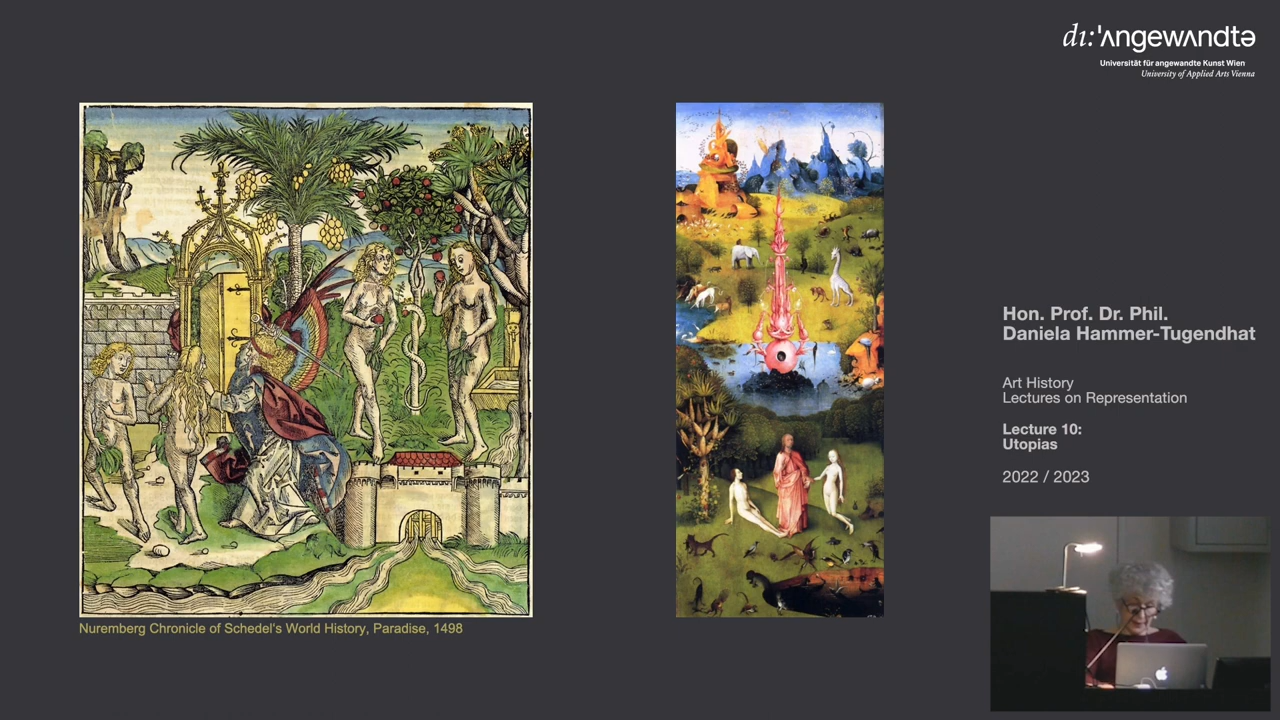 dı:'ʌngewʌndtə
Universität für angewandte Kunst Wien
University of Applied Arts Vienna
Hon. Prof. Dr. Phil.
Daniela Hammer-Tugendhat
Art History
Lectures on Representation
Lecture 10:
Utopias
2022 / 2023
Nuremberg Chronicle of Schedel's World History, Paradise, 1498